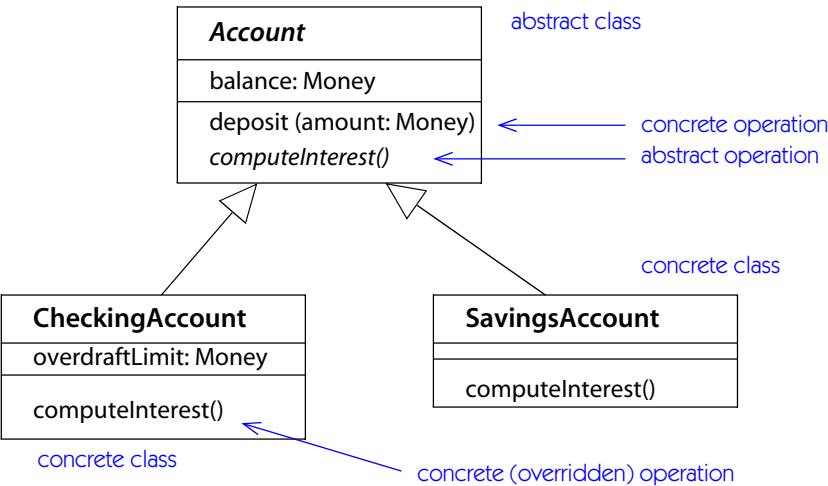 Account
abstract class
balance: Money
deposit (amount: Money)
concrete operation
computeInterest()
abstract operation
concrete class
CheckingAccount
SavingsAccount
overdraftLimit: Money
computeInterest()
computeInterest()
concrete class
concrete (overridden) operation